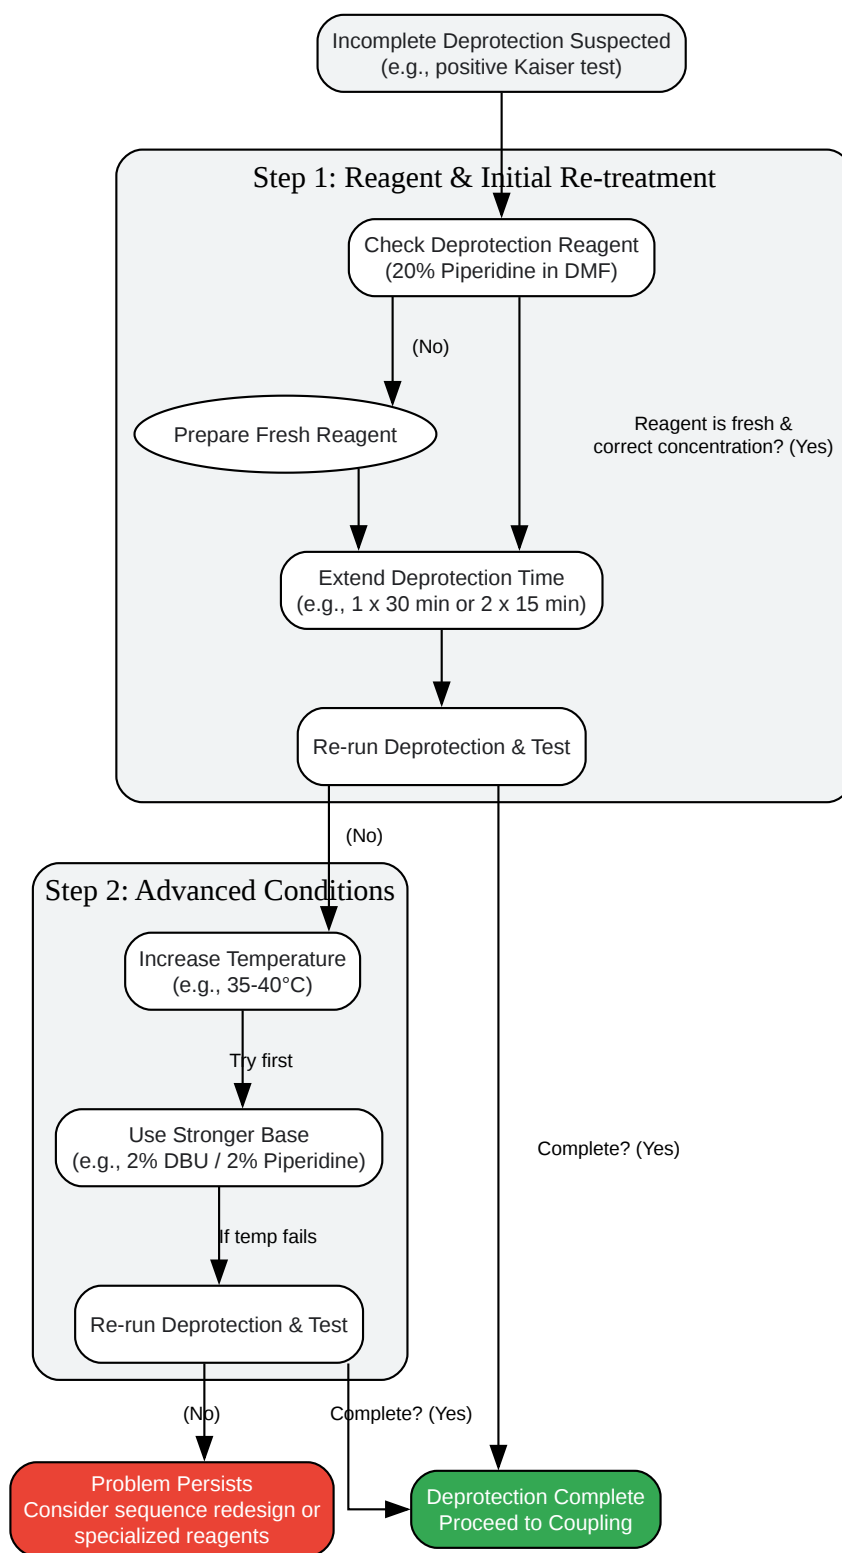 Incomplete Deprotection Suspected
(e.g., positive Kaiser test)
Step 1: Reagent & Initial Re-treatment
Check Deprotection Reagent
(20% Piperidine in DMF)
(No)
Prepare Fresh Reagent
Reagent is fresh &
correct concentration? (Yes)
Extend Deprotection Time
(e.g., 1 x 30 min or 2 x 15 min)
Re-run Deprotection & Test
(No)
Step 2: Advanced Conditions
Increase Temperature
(e.g., 35-40°C)
Try first
Use Stronger Base
(e.g., 2% DBU / 2% Piperidine)
Complete? (Yes)
If temp fails
Re-run Deprotection & Test
(No)
Complete? (Yes)
Problem Persists
Consider sequence redesign or
specialized reagents
Deprotection Complete
Proceed to Coupling